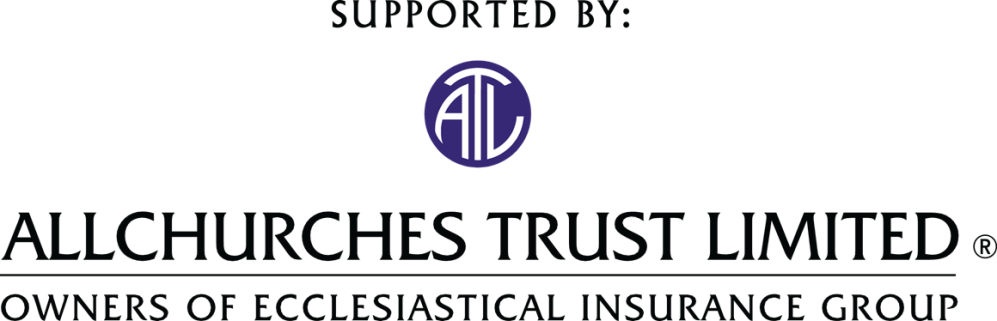 SUPPORTED BY:
ATL
ALLCHURCHES TRUST LIMITED ®
OWNERS OF ECCLESIASTICAL INSURANCE GROUP